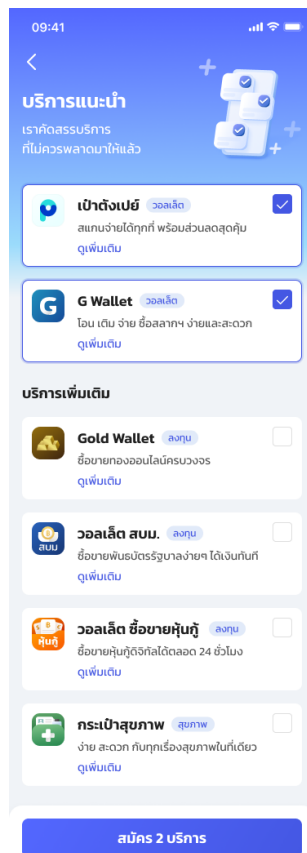 09:41
บริการแนะนำ
เราคัดสรรบริการ
ที่ไม่ควรพลาดมาให้แล้ว
เป๋าตังเปย์ วอลเล็ต
สแกนจ่ายได้ทุกที่ พร้อมส่วนลดสุดคุ้ม
ดูเพิ่มเติม
G
G Wallet วอลเล็ต
โอน เติม จ่าย ซื้อสลากฯ ง่ายและสะดวก
ดูเพิ่มเติม
บริการเพิ่มเติม
Gold Wallet ลงทุน
ซื้อขายทองออนไลน์ครบวงจร
ดูเพิ่มเติม
สบม
วอลเล็ต สบม. ลงทุน
ซื้อขายพันธบัตรรัฐบาลง่ายๆ ได้เงินทันที
ดูเพิ่มเติม
หุ้นกู้
วอลเล็ต ซื้อขายหุ้นกู้ ลงทุน
ซื้อขายหุ้นกู้ดิจิทัลได้ตลอด 24 ชั่วโมง
ดูเพิ่มเติม
กระเป๋าสุขภาพ สุขภาพ
ง่าย สะดวก กับทุกเรื่องสุขภาพในที่เดียว
ดูเพิ่มเติม
สมัคร 2 บริการ